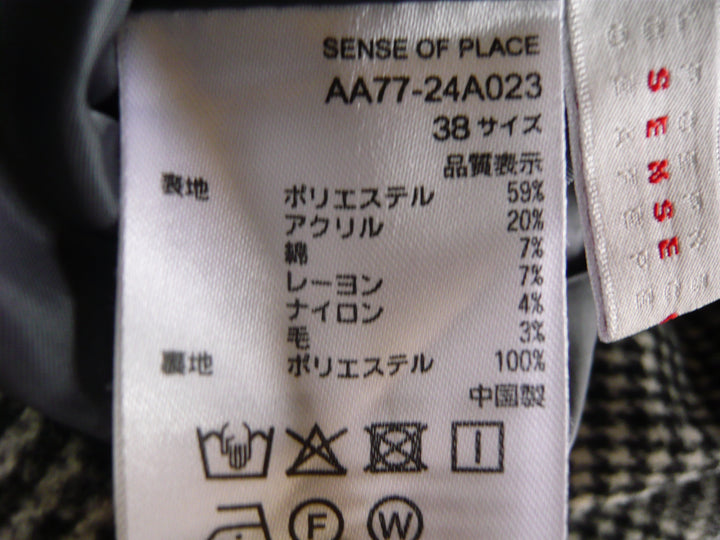 SENSE OF PLACE
AA77-24A023
38サイズ
品質表示
表地 ポリエステル 59%
アクリル 20%
綿 7%
レーヨン 7%
ナイロン 4%
毛 3%
裏地 ポリエステル 100%
中国製
F W
SENSE